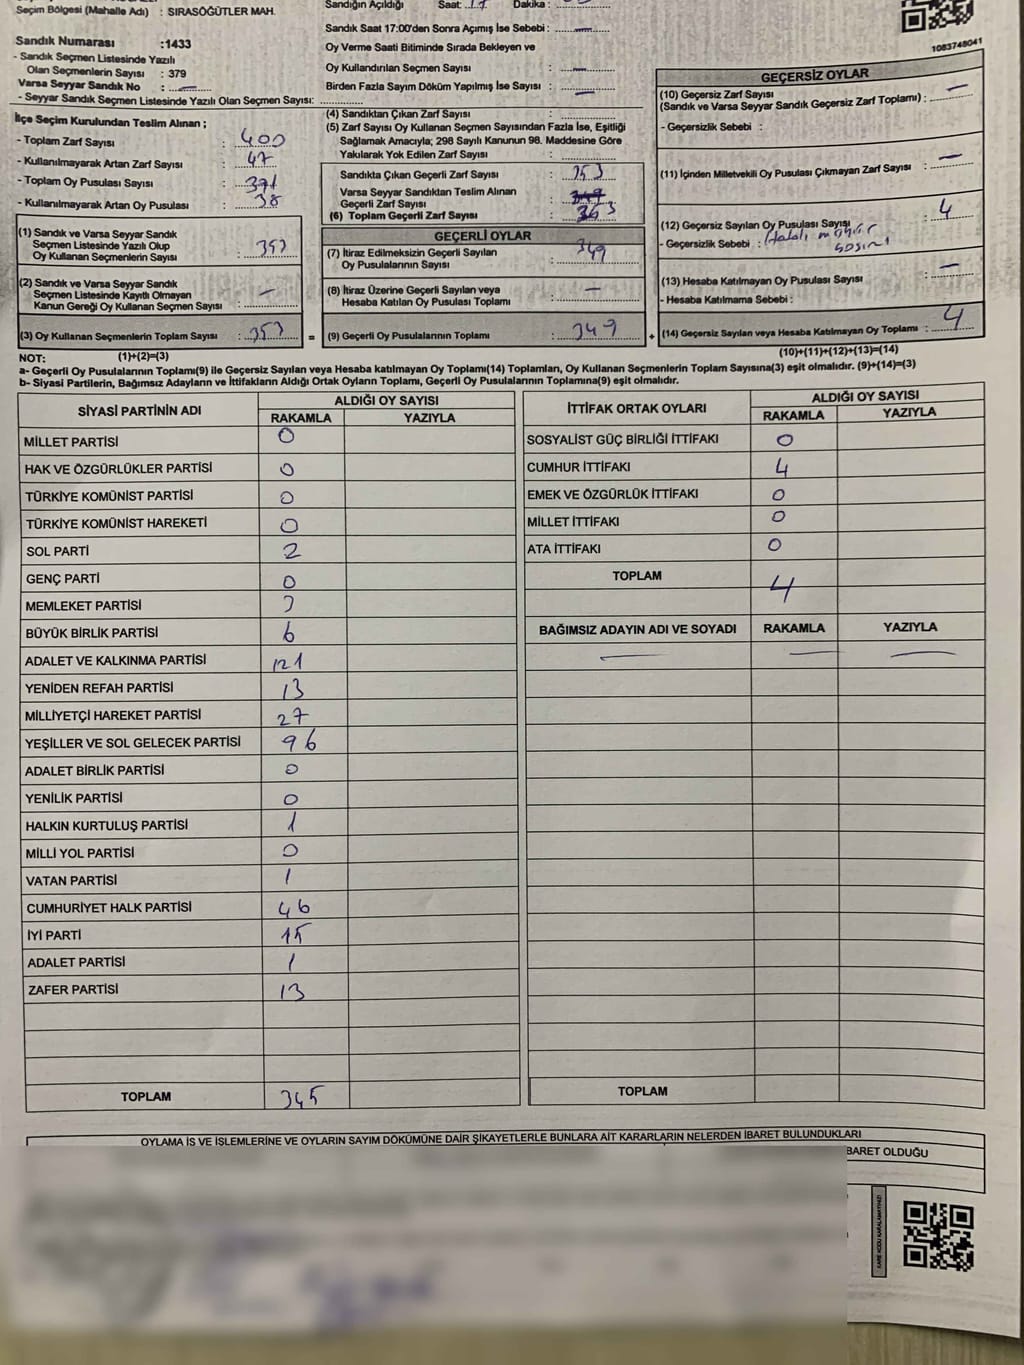 Seçim Bölgesi (Mahalle Adı) : SIRASÖĞÜTLER MAH.
Sandık Numarası :1433
- Sandık Seçmen Listesinde Yazılı
Olan Seçmenlerin Sayısı : 379
Varsa Seyyar Sandık No : —
- Seyyar Sandık Seçmen Listesinde Yazılı Olan Seçmen Sayısı:
İlçe Seçim Kurulundan Teslim Alınan ;
- Toplam Zarf Sayısı : 400
- Kullanılmayarak Artan Zarf Sayısı : 47
- Toplam Oy Pusulası Sayısı :
- Kullanılmayarak Artan Oy Pusulası : 38
(1) Sandık ve Varsa Seyyar Sandık
Seçmen Listesinde Yazılı Olup
Oy Kullanan Seçmenlerin Sayısı : 353
(2) Sandık ve Varsa Seyyar Sandık
Seçmen Listesinde Kayıtlı Olmayan
Kanun Gereği Oy Kullanan Seçmen Sayısı : —
(3) Oy Kullanan Seçmenlerin Toplam Sayısı : 353 =
Sandığın Açıldığı Saat: 17 Dakika :
Sandık Saat 17:00'den Sonra Açımış İse Sebebi : —
Oy Verme Saati Bitiminde Sırada Bekleyen ve
Oy Kullandırılan Seçmen Sayısı : —
Birden Fazla Sayım Döküm Yapılmış İse Sayısı : —
(4) Sandıktan Çıkan Zarf Sayısı :
(5) Zarf Sayısı Oy Kullanan Seçmen Sayısından Fazla İse, Eşitliği
Sağlamak Amacıyla; 298 Sayılı Kanunun 98. Maddesine Göre
Yakılarak Yok Edilen Zarf Sayısı :
Sandıkta Çıkan Geçerli Zarf Sayısı : 353
Varsa Seyyar Sandıktan Teslim Alınan
Geçerli Zarf Sayısı :
(6) Toplam Geçerli Zarf Sayısı :
GEÇERLİ OYLAR
(7) İtiraz Edilmeksizin Geçerli Sayılan
Oy Pusulalarının Sayısı : 349
(8) İtiraz Üzerine Geçerli Sayılan veya
Hesaba Katılan Oy Pusulası Toplamı : —
(9) Geçerli Oy Pusulalarının Toplamı : 349 +
1083748041
GEÇERSİZ OYLAR
(10) Geçersiz Zarf Sayısı
(Sandık ve Varsa Seyyar Sandık Geçersiz Zarf Toplamı) : —
- Geçersizlik Sebebi :
(11) İçinden Milletvekili Oy Pusulası Çıkmayan Zarf Sayısı : —
(12) Geçersiz Sayılan Oy Pusulası Sayısı : 4
- Geçersizlik Sebebi : Hatalı mühür
(13) Hesaba Katılmayan Oy Pusulası Sayısı : —
- Hesaba Katılmama Sebebi :
(14) Geçersiz Sayılan veya Hesaba Katılmayan Oy Toplamı : 4
NOT: (1)+(2)=(3) (10)+(11)+(12)+(13)=(14)
a- Geçerli Oy Pusulalarının Toplamı(9) ile Geçersiz Sayılan veya Hesaba katılmayan Oy Toplamı(14) Toplamları, Oy Kullanan Seçmenlerin Toplam Sayısına(3) eşit olmalıdır. (9)+(14)=(3)
b- Siyasi Partilerin, Bağımsız Adayların ve İttifakların Aldığı Ortak Oyların Toplamı, Geçerli Oy Pusulalarının Toplamına(9) eşit olmalıdır.
SİYASİ PARTİNİN ADI ALDIĞI OY SAYISI
RAKAMLA YAZIYLA
MİLLET PARTİSİ 0
HAK VE ÖZGÜRLÜKLER PARTİSİ 0
TÜRKİYE KOMÜNİST PARTİSİ 0
TÜRKİYE KOMÜNİST HAREKETİ 0
SOL PARTİ 2
GENÇ PARTİ 0
MEMLEKET PARTİSİ
BÜYÜK BİRLİK PARTİSİ 6
ADALET VE KALKINMA PARTİSİ 121
YENİDEN REFAH PARTİSİ 13
MİLLİYETÇİ HAREKET PARTİSİ 27
YEŞİLLER VE SOL GELECEK PARTİSİ 96
ADALET BİRLİK PARTİSİ 0
YENİLİK PARTİSİ 0
HALKIN KURTULUŞ PARTİSİ 1
MİLLİ YOL PARTİSİ 0
VATAN PARTİSİ 1
CUMHURİYET HALK PARTİSİ 46
İYİ PARTİ 15
ADALET PARTİSİ 1
ZAFER PARTİSİ 13
TOPLAM 345
İTTİFAK ORTAK OYLARI ALDIĞI OY SAYISI
RAKAMLA YAZIYLA
SOSYALİST GÜÇ BİRLİĞİ İTTİFAKI 0
CUMHUR İTTİFAKI 4
EMEK VE ÖZGÜRLÜK İTTİFAKI 0
MİLLET İTTİFAKI 0
ATA İTTİFAKI 0
TOPLAM 4
BAĞIMSIZ ADAYIN ADI VE SOYADI RAKAMLA YAZIYLA
— — —
TOPLAM
OYLAMA İŞ VE İŞLEMLERİNE VE OYLARIN SAYIM DÖKÜMÜNE DAİR ŞİKAYETLERLE BUNLARA AİT KARARLARIN NELERDEN İBARET BULUNDUKLARI
BARET OLDUĞU
KARE KODU KARALAMAYINIZ!